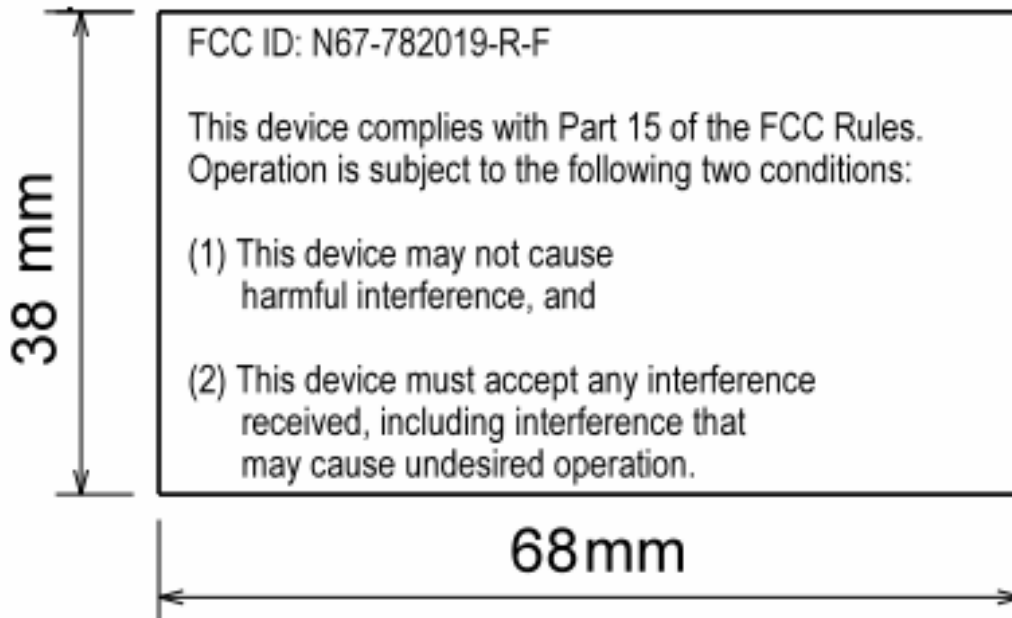 FCC ID: N67-782019-R-F
This device complies with Part 15 of the FCC Rules.
Operation is subject to the following two conditions:
(1) This device may not cause
harmful interference, and
(2) This device must accept any interference
received, including interference that
may cause undesired operation.
38 mm
68mm